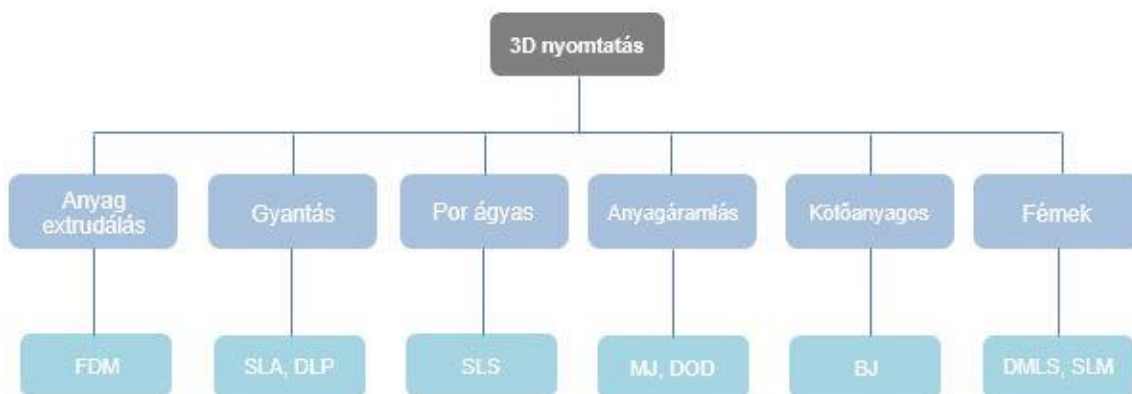 3D nyomtatás
Anyag
extrudálás
Gyantás
Por ágyas
Anyagáramlás
Kötőanyagos
Fémek
FDM
SLA, DLP
SLS
MJ, DOD
BJ
DMLS, SLM